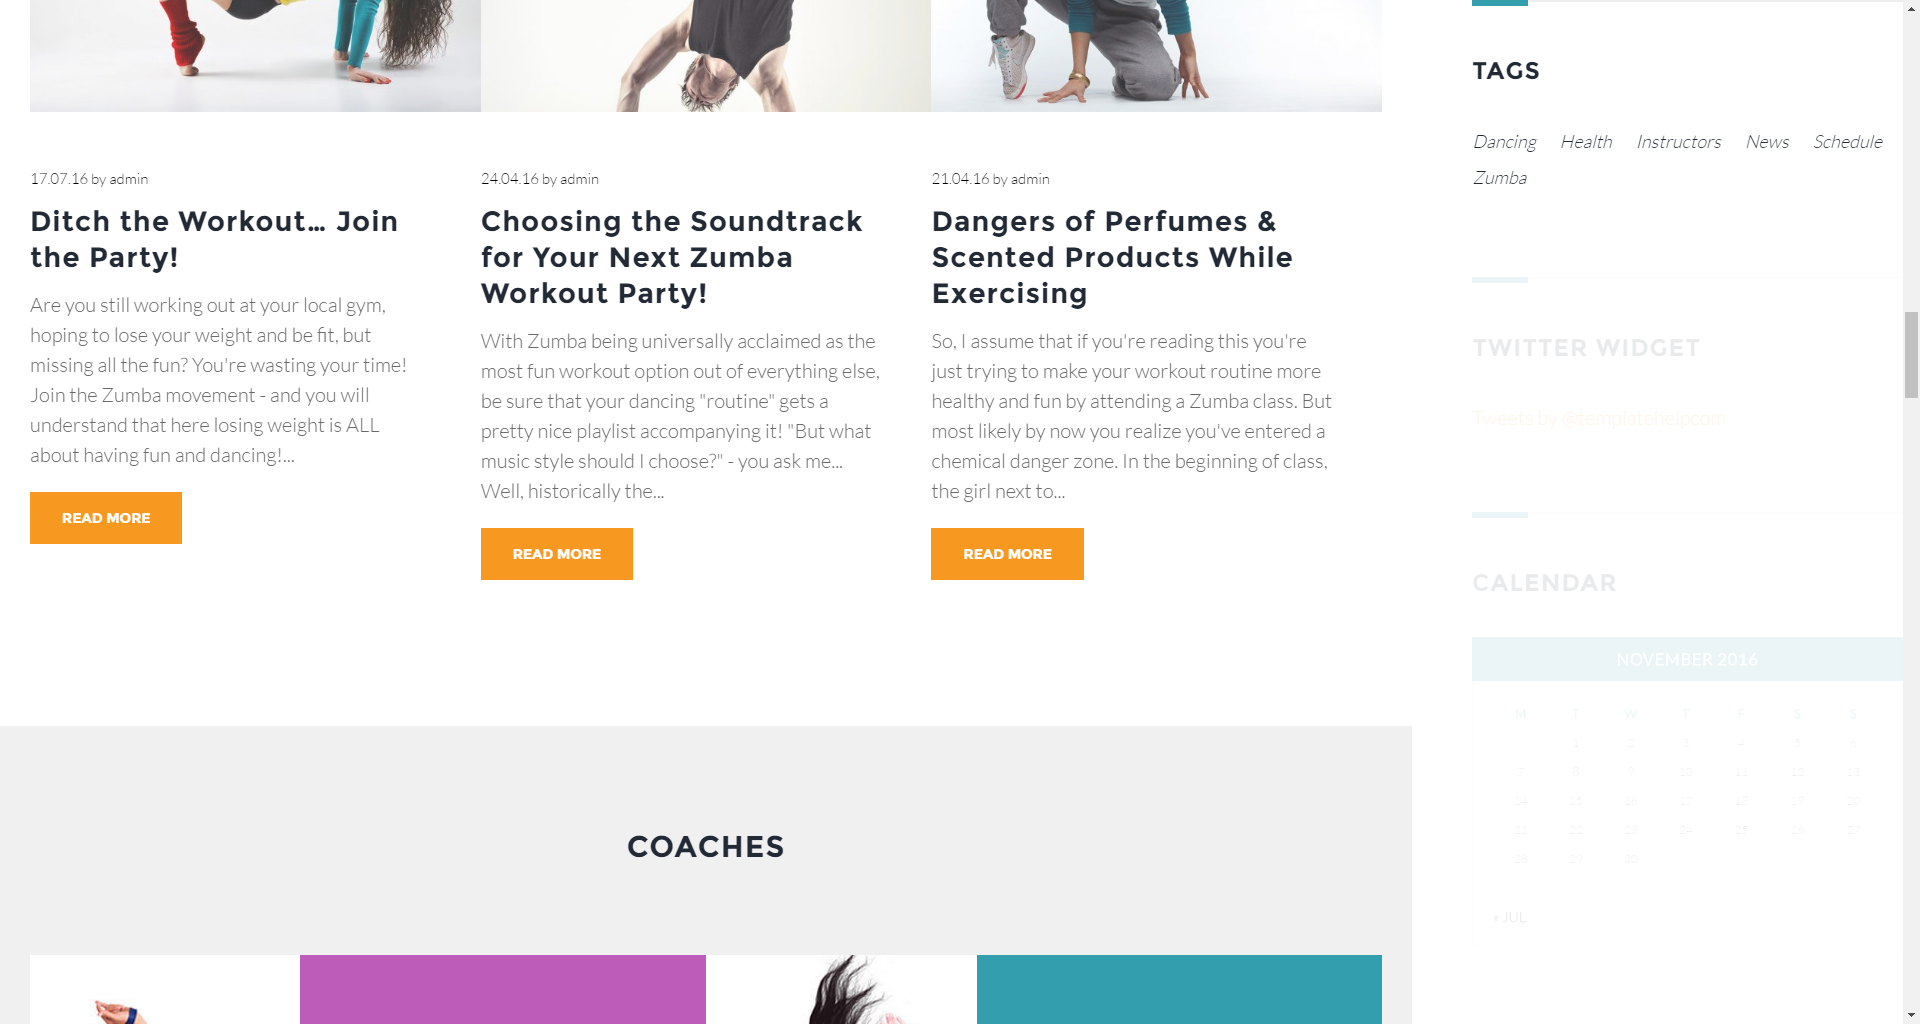 17.07.16 by admin
Ditch the Workout… Join
the Party!
Are you still working out at your local gym,
hoping to lose your weight and be fit, but
missing all the fun? You're wasting your time!
Join the Zumba movement - and you will
understand that here losing weight is ALL
about having fun and dancing!...
READ MORE
24.04.16 by admin
Choosing the Soundtrack
for Your Next Zumba
Workout Party!
With Zumba being universally acclaimed as the
most fun workout option out of everything else,
be sure that your dancing "routine" gets a
pretty nice playlist accompanying it! "But what
music style should I choose?" - you ask me...
Well, historically the...
READ MORE
21.04.16 by admin
Dangers of Perfumes &
Scented Products While
Exercising
So, I assume that if you're reading this you're
just trying to make your workout routine more
healthy and fun by attending a Zumba class. But
most likely by now you realize you've entered a
chemical danger zone. In the beginning of class,
the girl next to...
READ MORE
COACHES
TAGS
Dancing Health Instructors News Schedule
Zumba
TWITTER WIDGET
Tweets by @templatehelpcom
CALENDAR
NOVEMBER 2016
M T W T F S S
1 2 3 4 5 6
7 8 9 10 11 12 13
14 15 16 17 18 19 20
21 22 23 24 25 26 27
28 29 30
« JUL